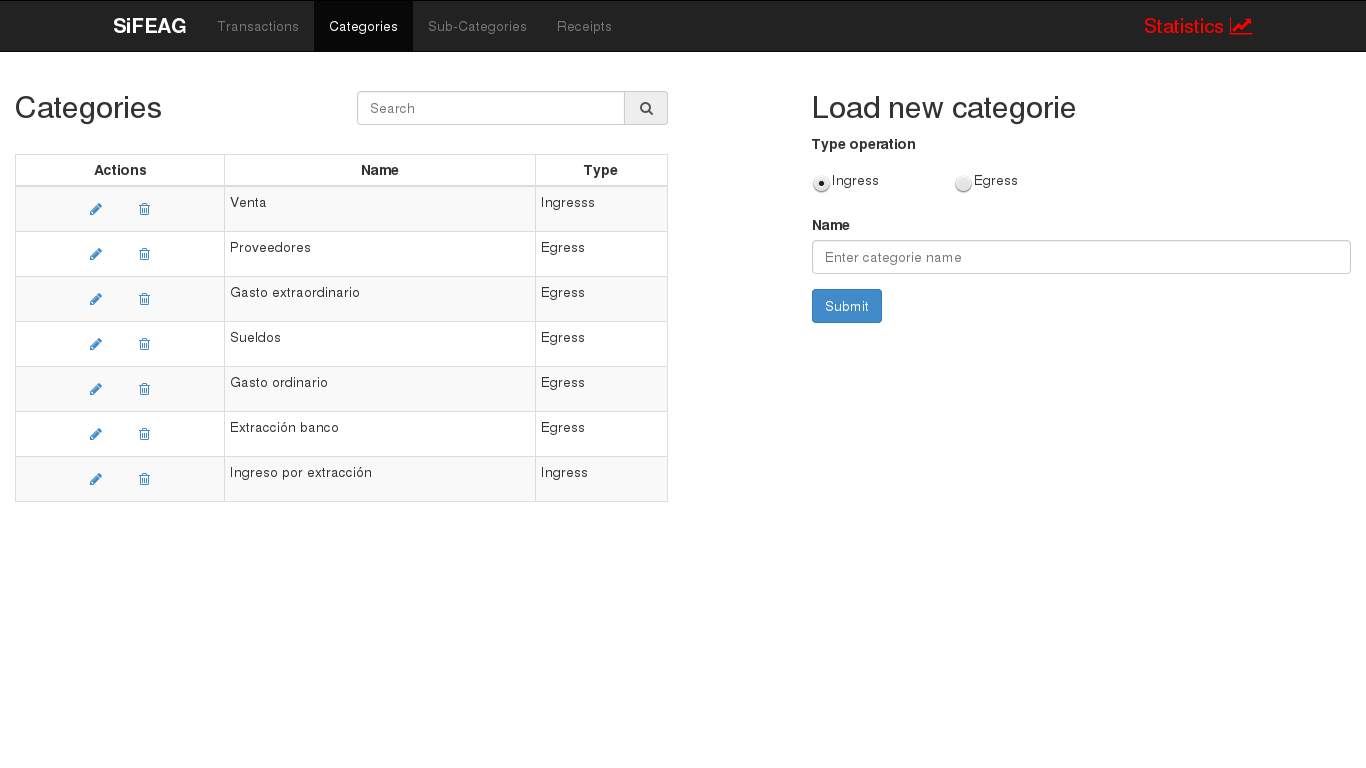 SiFEAG Transactions Categories Sub-Categories Receipts Statistics
Categories
Search
Actions Name Type
Venta Ingresss
Proveedores Egress
Gasto extraordinario Egress
Sueldos Egress
Gasto ordinario Egress
Extracción banco Egress
Ingreso por extracción Ingress
Load new categorie
Type operation
Ingress Egress
Name
Enter categorie name
Submit